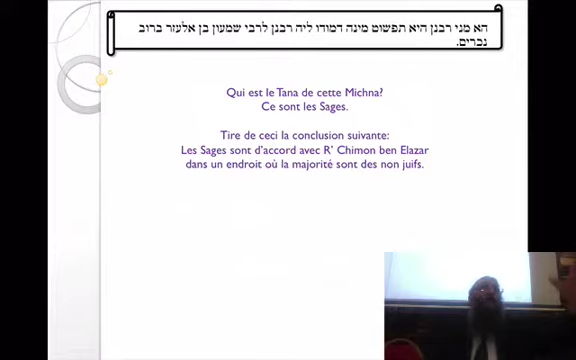 הא מני רבנן היא תפשוט מינה דמודו ליה רבנן לרבי שמעון בן אלעזר ברוב
נכרים.
Qui est le Tana de cette Michna?
Ce sont les Sages.
Tire de ceci la conclusion suivante:
Les Sages sont d'accord avec R' Chimon ben Elazar
dans un endroit où la majorité sont des non juifs.